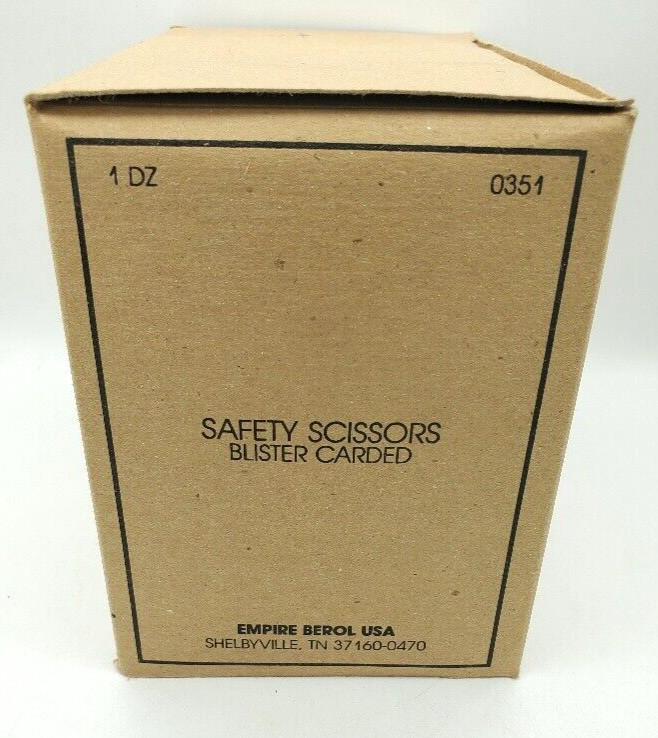 1 DZ 0351
SAFETY SCISSORS
BLISTER CARDED
EMPIRE BEROL USA
SHELBYVILLE, TN 37160-0470